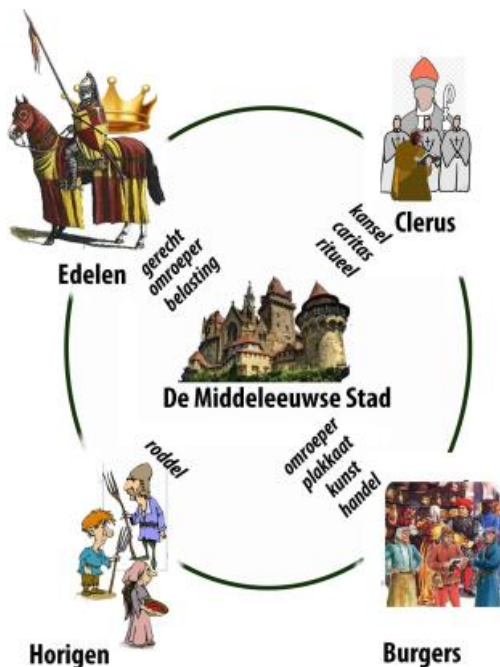 Edelen
gerecht
omroeper
belasting
Clerus
kansel
caritas
ritueel
De Middeleeuwse Stad
roddel
omroeper
plakkaat
kunst
handel
Horigen
Burgers